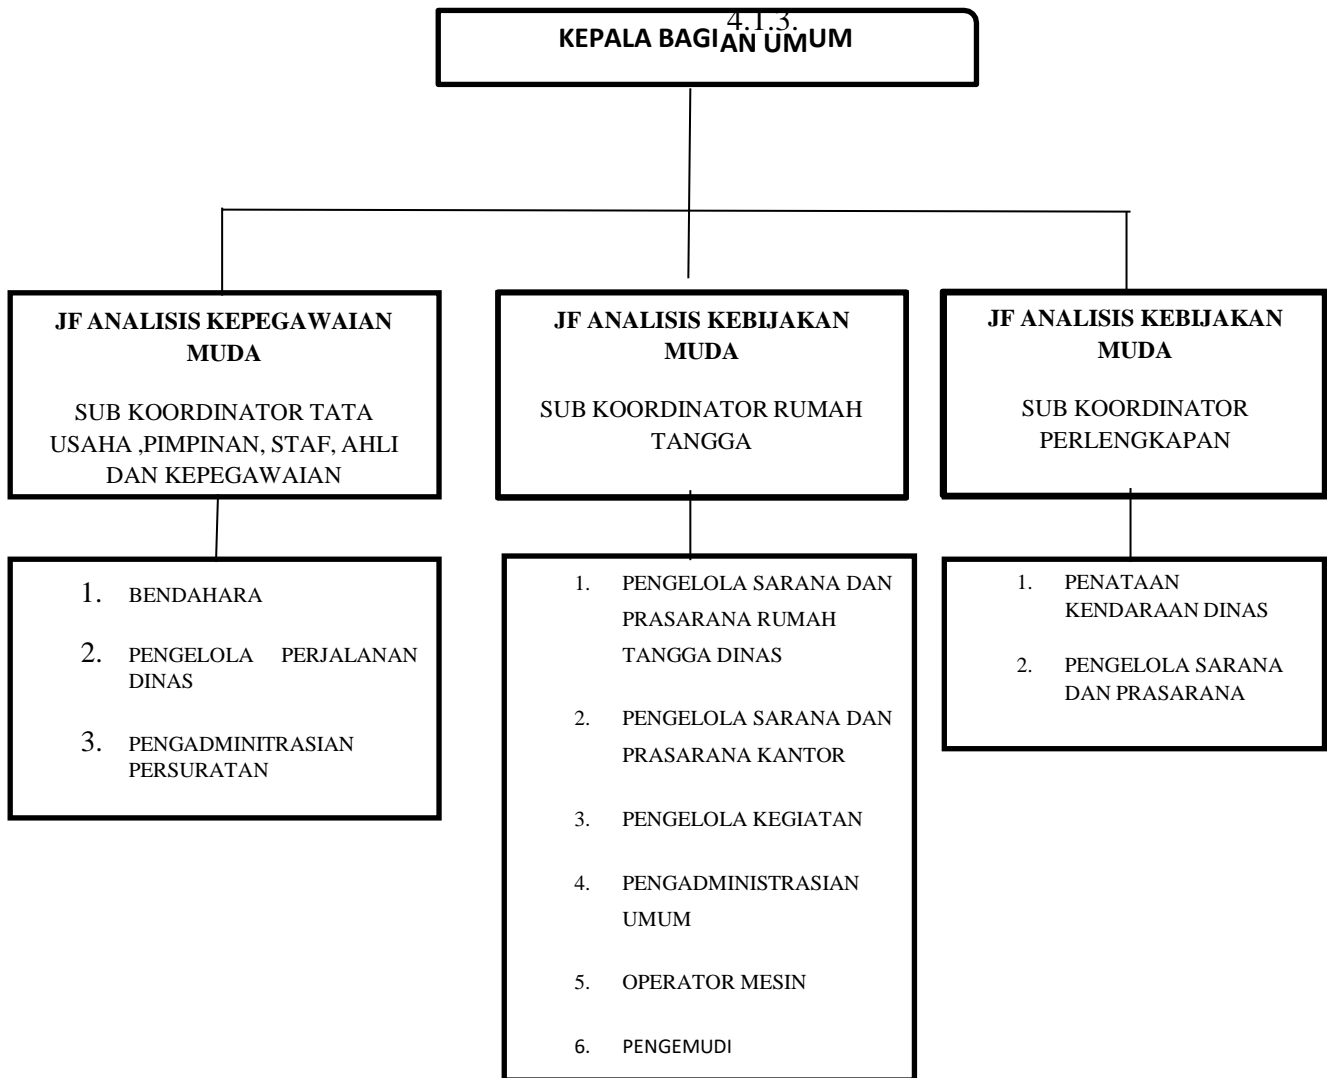 4.1.3.
KEPALA BAGIAN UMUM
JF ANALISIS KEPEGAWAIAN
MUDA
SUB KOORDINATOR TATA
USAHA ,PIMPINAN, STAF, AHLI
DAN KEPEGAWAIAN
JF ANALISIS KEBIJAKAN
MUDA
SUB KOORDINATOR RUMAH
TANGGA
JF ANALISIS KEBIJAKAN
MUDA
SUB KOORDINATOR
PERLENGKAPAN
1. BENDAHARA
2. PENGELOLA PERJALANAN
DINAS
3. PENGADMINITRASIAN
PERSURATAN
1. PENGELOLA SARANA DAN
PRASARANA RUMAH
TANGGA DINAS
2. PENGELOLA SARANA DAN
PRASARANA KANTOR
3. PENGELOLA KEGIATAN
4. PENGADMINISTRASIAN
UMUM
5. OPERATOR MESIN
6. PENGEMUDI
1. PENATAAN
KENDARAAN DINAS
2. PENGELOLA SARANA
DAN PRASARANA